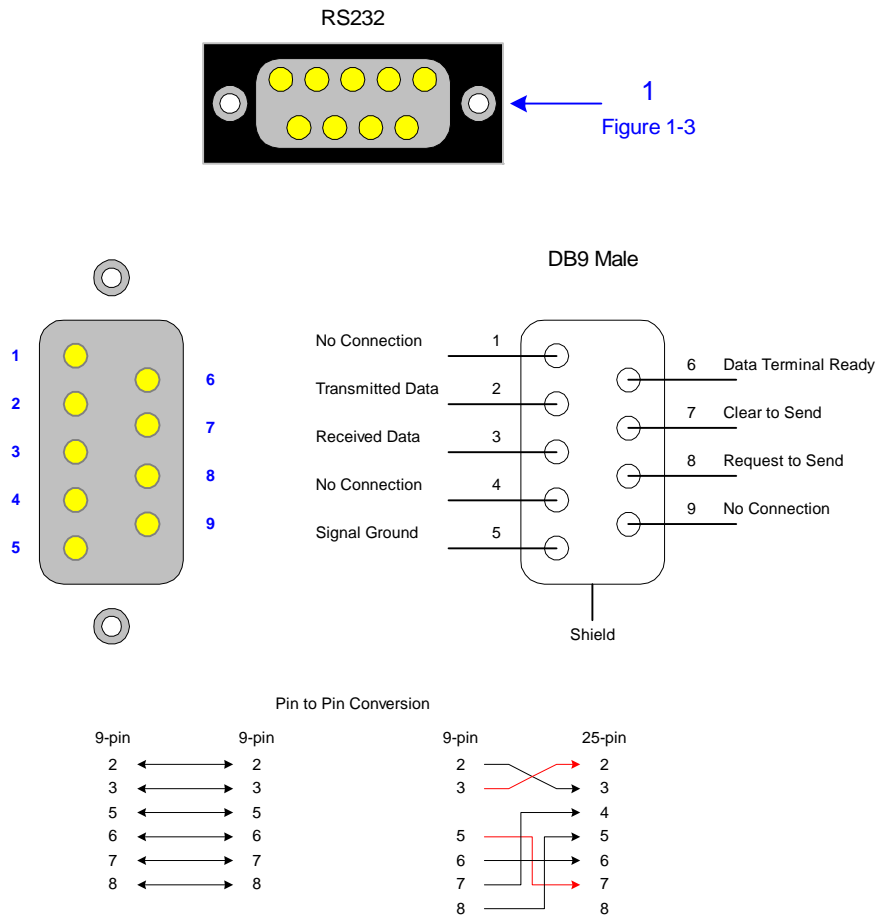 RS232
1
Figure 1-3
1
2
3
4
5
6
7
8
9
DB9 Male
No Connection 1
Transmitted Data 2
Received Data 3
No Connection 4
Signal Ground 5
6 Data Terminal Ready
7 Clear to Send
8 Request to Send
9 No Connection
Shield
Pin to Pin Conversion
9-pin 9-pin
2 2
3 3
5 5
6 6
7 7
8 8
9-pin 25-pin
2 2
3 3
4
5 5
6 6
7 7
8 8